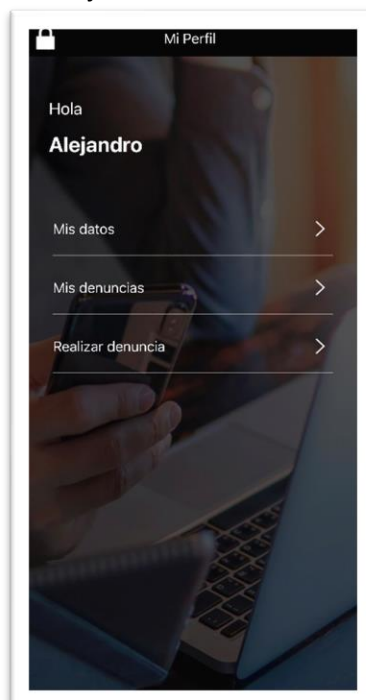 Mi Perfil
Hola
Alejandro
Mis datos
Mis denuncias
Realizar denuncia